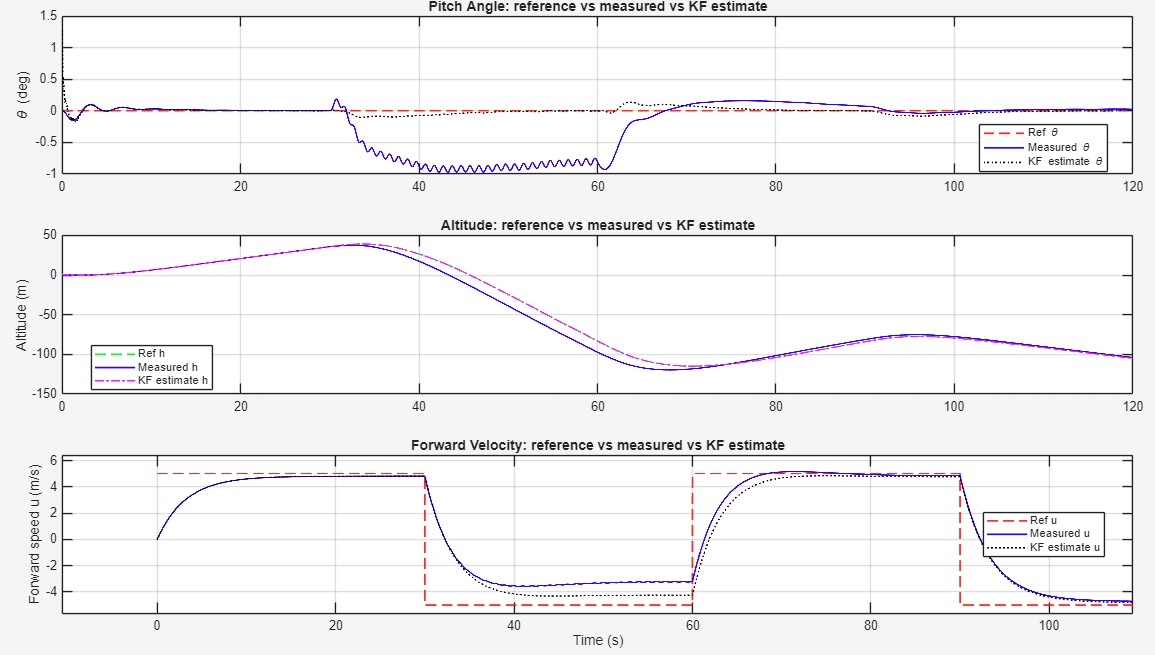 Pitch Angle: reference vs measured vs KF estimate
θ (deg)
1.5
1
0.5
0
-0.5
-1
0 20 40 60 80 100 120
Ref θ
Measured θ
KF estimate θ
Altitude: reference vs measured vs KF estimate
Altitude (m)
50
0
-50
-100
-150
0 20 40 60 80 100 120
Ref h
Measured h
KF estimate h
Forward Velocity: reference vs measured vs KF estimate
Forward speed u (m/s)
6
4
2
0
-2
-4
0 20 40 60 80 100
Ref u
Measured u
KF estimate u
Time (s)